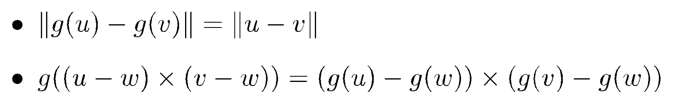 • ‖g(u) − g(v)‖ = ‖u − v‖
• g((u − w) × (v − w)) = (g(u) − g(w)) × (g(v) − g(w))